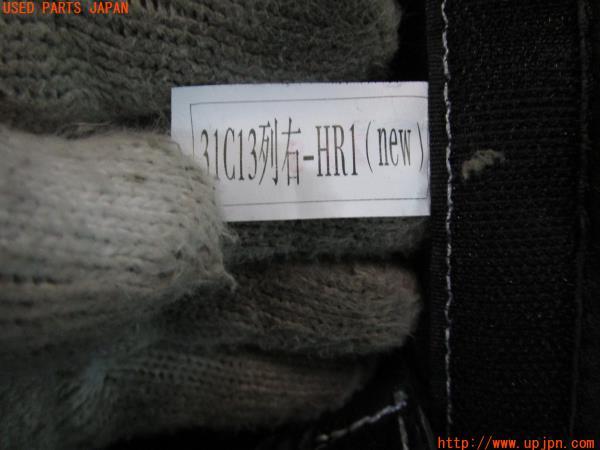 USED PARTS JAPAN
31C13列右-HR1(new)
http://www.upjpn.com